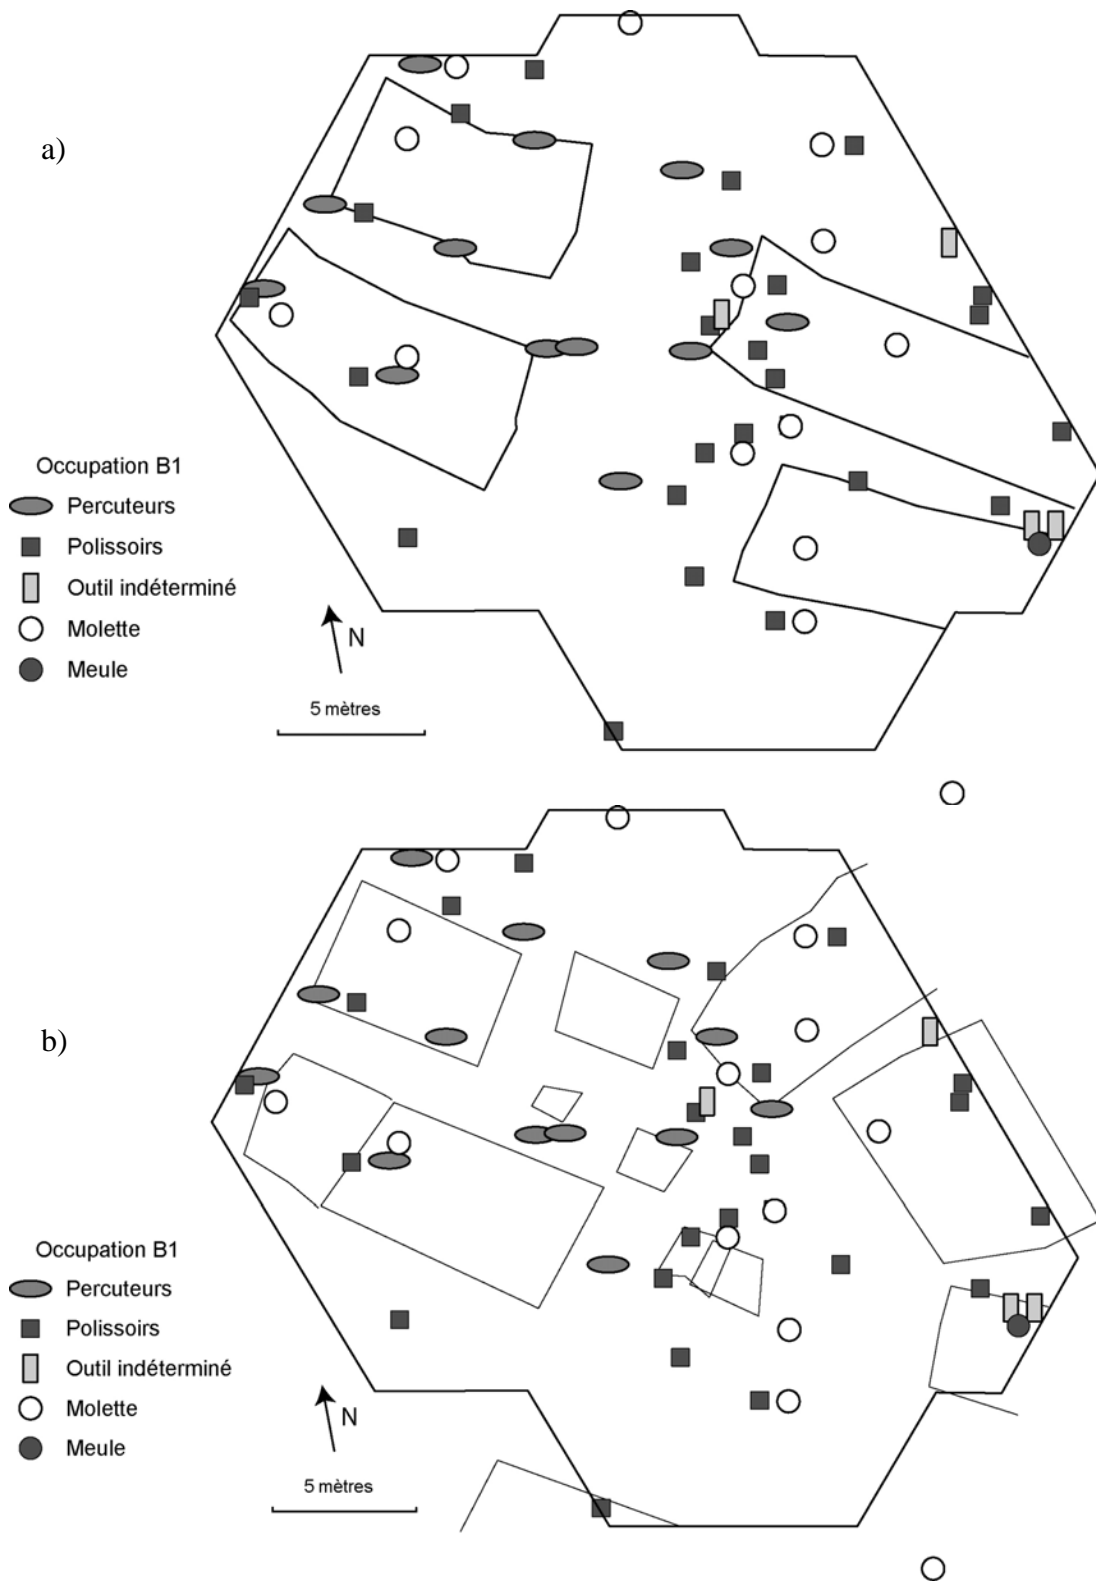 a)
Occupation B1
Percuteurs
Polissoirs
Outil indéterminé
Molette
Meule
N
5 mètres
b)
Occupation B1
Percuteurs
Polissoirs
Outil indéterminé
Molette
Meule
N
5 mètres